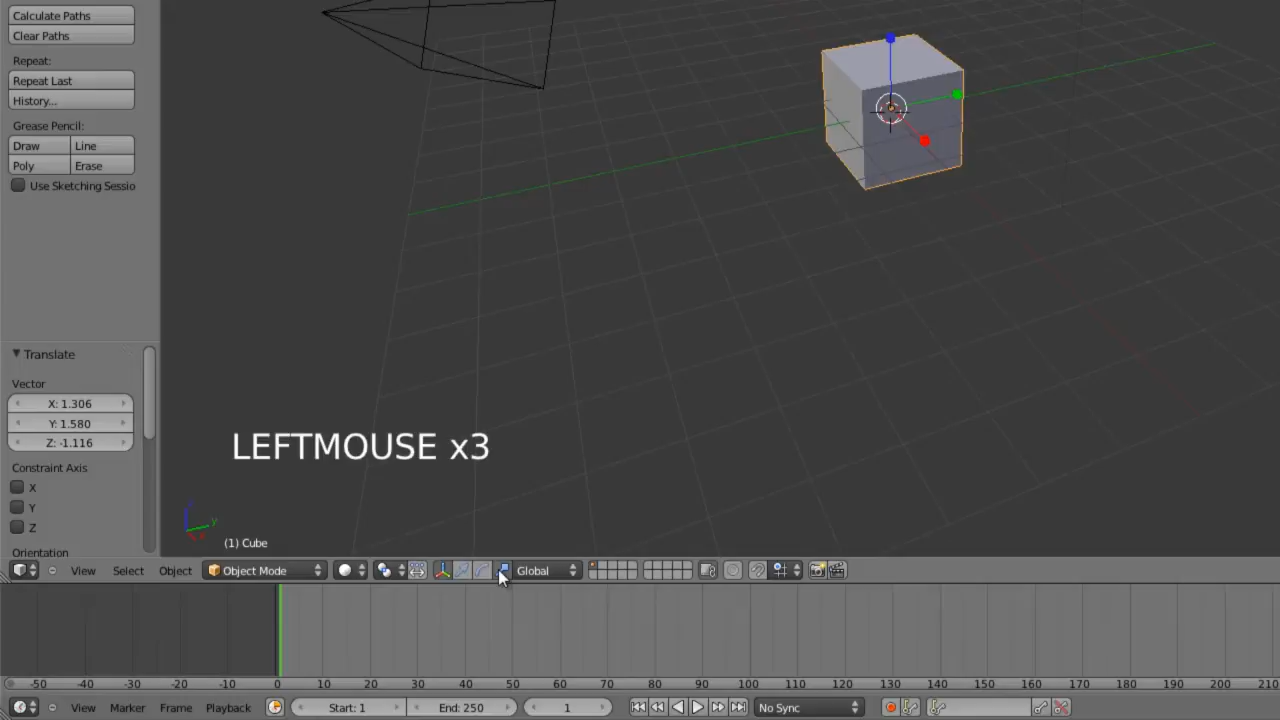 Calculate Paths
Clear Paths
Repeat:
Repeat Last
History...
Grease Pencil:
Draw Line
Poly Erase
Use Sketching Sessio
Translate
Vector
X: 1.306
Y: 1.580
Z: -1.116
Constraint Axis
X
Y
Z
Orientation
LEFTMOUSE x3
z y x
(1) Cube
View Select Object Object Mode Global
-50 -40 -30 -20 -10 0 10 20 30 40 50 60 70 80 90 100 110 120 130 140 150 160 170 180 190 200 210
View Marker Frame Playback Start: 1 End: 250 1 No Sync